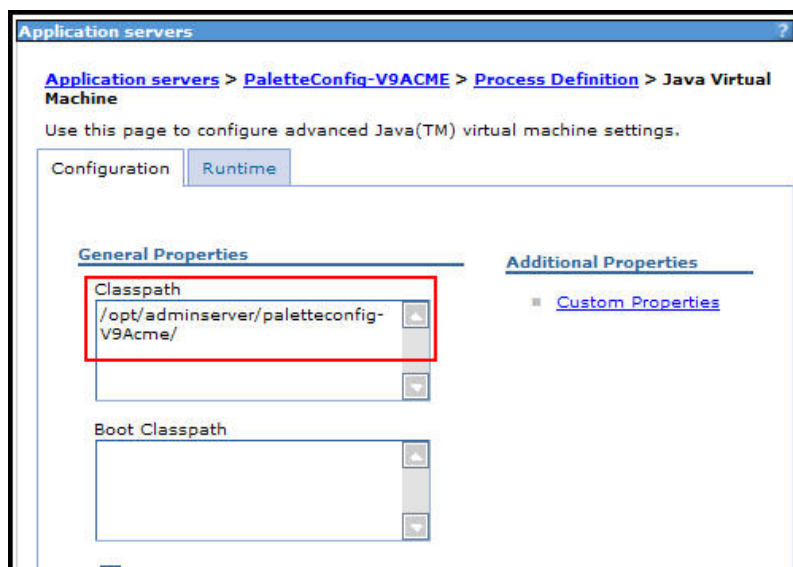 Application servers ?
Application servers > PaletteConfig-V9ACME > Process Definition > Java Virtual
Machine
Use this page to configure advanced Java(TM) virtual machine settings.
Configuration Runtime
General Properties
Additional Properties
Classpath
Custom Properties
/opt/adminserver/paletteconfig-
V9Acme/
Boot Classpath